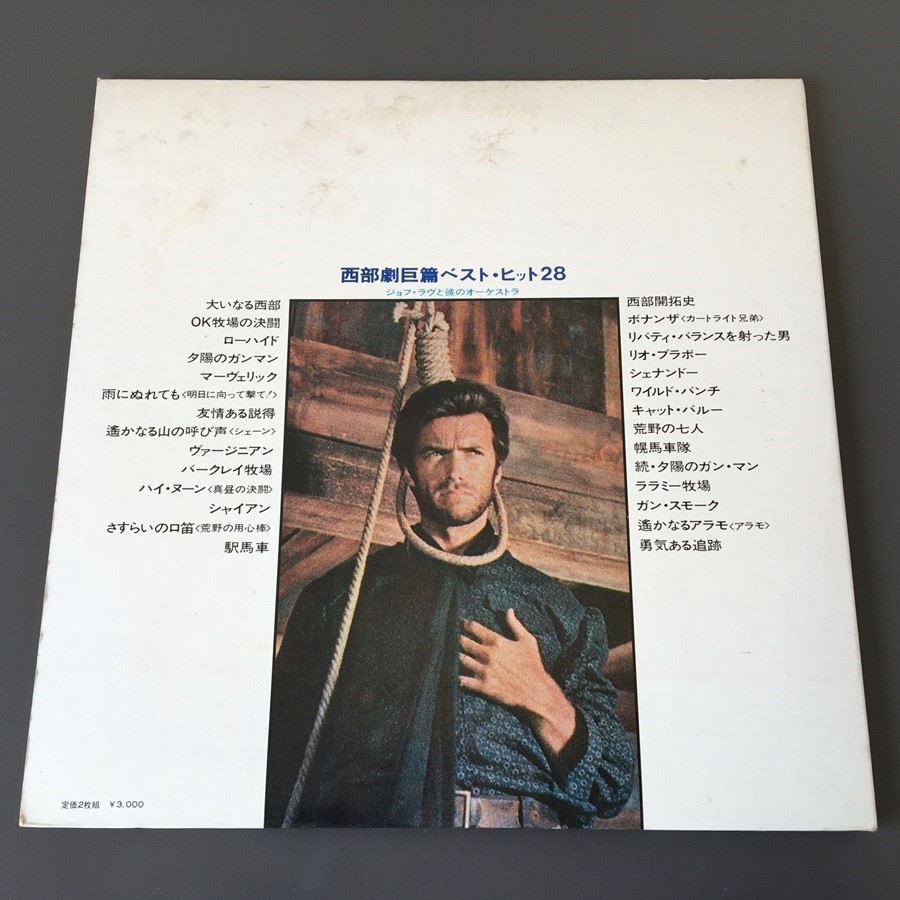 西部劇巨篇ベスト・ヒット28
ジョフ・ラヴと彼のオーケストラ
大いなる西部
OK牧場の決闘
ローハイド
夕陽のガンマン
マーヴェリック
雨にぬれても<明日に向って撃て!>
友情ある説得
遙かなる山の呼び声<シェーン>
ヴァージニアン
バークレイ牧場
ハイ・ヌーン<真昼の決闘>
シャイアン
さすらいの口笛<荒野の用心棒>
駅馬車
西部開拓史
ボナンザ<カートライト兄弟>
リバティ・バランスを射った男
リオ・ブラボー
シェナンドー
ワイルド・バンチ
キャット・バルー
荒野の七人
幌馬車隊
続・夕陽のガン・マン
ララミー牧場
ガン・スモーク
遙かなるアラモ<アラモ>
勇気ある追跡
定価2枚組 ¥3,000